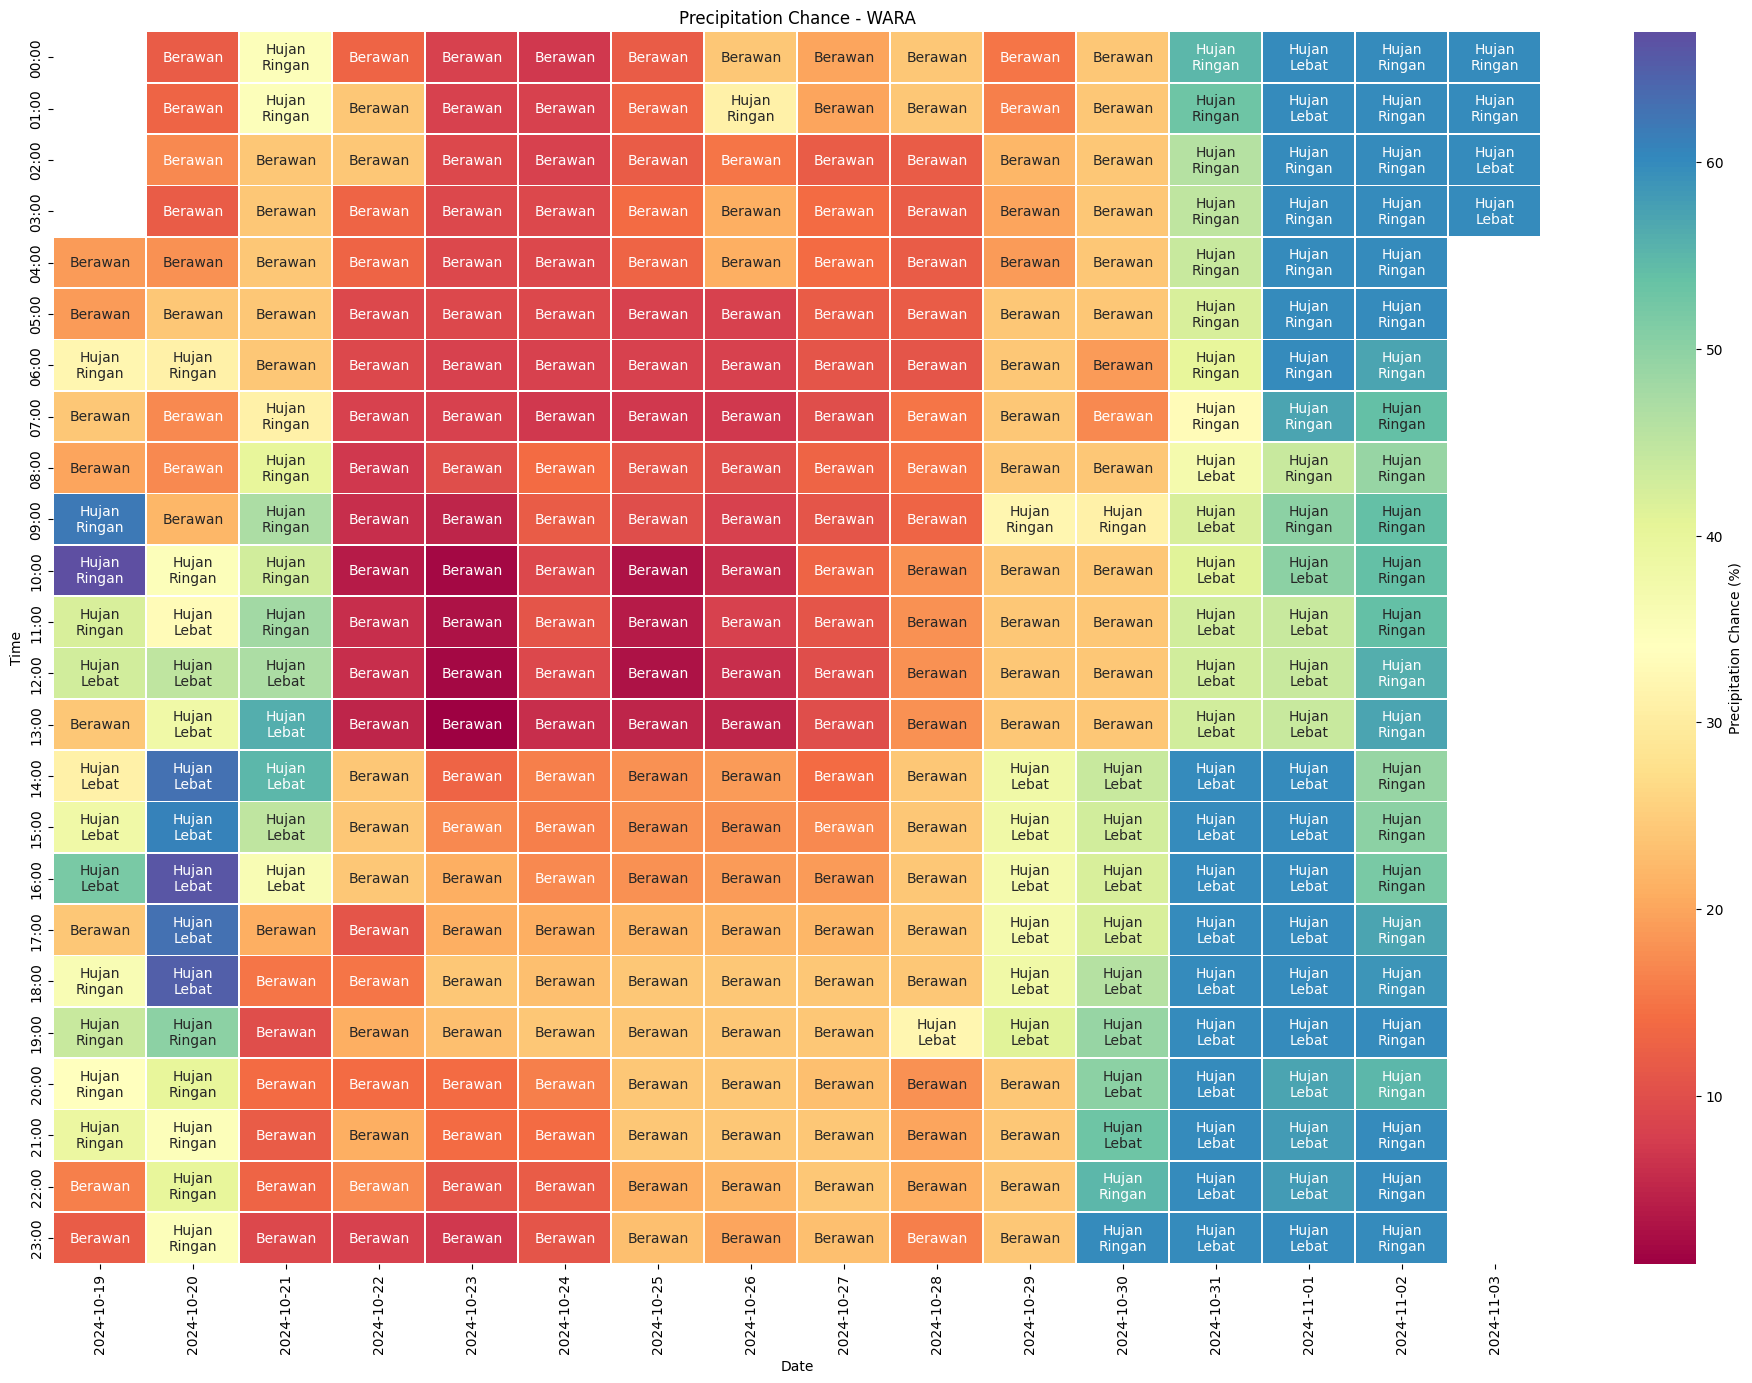 Precipitation Chance - WARA
00:00 Berawan Hujan Ringan Berawan Berawan Berawan Berawan Berawan Berawan Berawan Berawan Berawan Hujan Ringan Hujan Lebat Hujan Ringan Hujan Ringan
01:00 Berawan Hujan Ringan Berawan Berawan Berawan Berawan Hujan Ringan Berawan Berawan Berawan Berawan Hujan Ringan Hujan Lebat Hujan Ringan Hujan Ringan
02:00 Berawan Berawan Berawan Berawan Berawan Berawan Berawan Berawan Berawan Berawan Berawan Hujan Ringan Hujan Ringan Hujan Ringan Hujan Lebat
03:00 Berawan Berawan Berawan Berawan Berawan Berawan Berawan Berawan Berawan Berawan Berawan Hujan Ringan Hujan Ringan Hujan Ringan Hujan Lebat
04:00 Berawan Berawan Berawan Berawan Berawan Berawan Berawan Berawan Berawan Berawan Berawan Berawan Hujan Ringan Hujan Ringan Hujan Ringan
05:00 Berawan Berawan Berawan Berawan Berawan Berawan Berawan Berawan Berawan Berawan Berawan Berawan Hujan Ringan Hujan Ringan Hujan Ringan
06:00 Hujan Ringan Hujan Ringan Berawan Berawan Berawan Berawan Berawan Berawan Berawan Berawan Berawan Berawan Hujan Ringan Hujan Ringan Hujan Ringan
07:00 Berawan Berawan Hujan Ringan Berawan Berawan Berawan Berawan Berawan Berawan Berawan Berawan Berawan Hujan Ringan Hujan Ringan Hujan Ringan
08:00 Berawan Berawan Hujan Ringan Berawan Berawan Berawan Berawan Berawan Berawan Berawan Berawan Berawan Hujan Lebat Hujan Ringan Hujan Ringan
09:00 Hujan Ringan Berawan Hujan Ringan Berawan Berawan Berawan Berawan Berawan Berawan Berawan Hujan Ringan Hujan Ringan Hujan Lebat Hujan Ringan Hujan Ringan
10:00 Hujan Ringan Hujan Ringan Hujan Ringan Berawan Berawan Berawan Berawan Berawan Berawan Berawan Berawan Berawan Hujan Lebat Hujan Lebat Hujan Ringan
11:00 Hujan Ringan Hujan Lebat Hujan Ringan Berawan Berawan Berawan Berawan Berawan Berawan Berawan Berawan Berawan Hujan Lebat Hujan Lebat Hujan Ringan
12:00 Hujan Lebat Hujan Lebat Hujan Lebat Berawan Berawan Berawan Berawan Berawan Berawan Berawan Berawan Berawan Hujan Lebat Hujan Lebat Hujan Ringan
13:00 Berawan Hujan Lebat Hujan Lebat Berawan Berawan Berawan Berawan Berawan Berawan Berawan Berawan Berawan Hujan Lebat Hujan Lebat Hujan Ringan
14:00 Hujan Lebat Hujan Lebat Hujan Lebat Berawan Berawan Berawan Berawan Berawan Berawan Berawan Hujan Lebat Hujan Lebat Hujan Lebat Hujan Lebat Hujan Ringan
15:00 Hujan Lebat Hujan Lebat Hujan Lebat Berawan Berawan Berawan Berawan Berawan Berawan Berawan Hujan Lebat Hujan Lebat Hujan Lebat Hujan Lebat Hujan Ringan
16:00 Hujan Lebat Hujan Lebat Hujan Lebat Berawan Berawan Berawan Berawan Berawan Berawan Berawan Hujan Lebat Hujan Lebat Hujan Lebat Hujan Lebat Hujan Ringan
17:00 Berawan Hujan Lebat Berawan Berawan Berawan Berawan Berawan Berawan Berawan Berawan Hujan Lebat Hujan Lebat Hujan Lebat Hujan Lebat Hujan Ringan
18:00 Hujan Ringan Hujan Lebat Berawan Berawan Berawan Berawan Berawan Berawan Berawan Berawan Hujan Lebat Hujan Lebat Hujan Lebat Hujan Lebat Hujan Ringan
19:00 Hujan Ringan Hujan Ringan Berawan Berawan Berawan Berawan Berawan Berawan Berawan Hujan Lebat Hujan Lebat Hujan Lebat Hujan Lebat Hujan Lebat Hujan Ringan
20:00 Hujan Ringan Hujan Ringan Berawan Berawan Berawan Berawan Berawan Berawan Berawan Berawan Berawan Hujan Lebat Hujan Lebat Hujan Lebat Hujan Ringan
21:00 Hujan Ringan Hujan Ringan Berawan Berawan Berawan Berawan Berawan Berawan Berawan Berawan Berawan Hujan Lebat Hujan Lebat Hujan Lebat Hujan Ringan
22:00 Berawan Hujan Ringan Berawan Berawan Berawan Berawan Berawan Berawan Berawan Berawan Berawan Hujan Ringan Hujan Lebat Hujan Lebat Hujan Ringan
23:00 Berawan Hujan Ringan Berawan Berawan Berawan Berawan Berawan Berawan Berawan Berawan Berawan Hujan Ringan Hujan Lebat Hujan Lebat Hujan Ringan
Time
2024-10-19 2024-10-20 2024-10-21 2024-10-22 2024-10-23 2024-10-24 2024-10-25 2024-10-26 2024-10-27 2024-10-28 2024-10-29 2024-10-30 2024-10-31 2024-11-01 2024-11-02 2024-11-03
Date
60
50
40
30
20
10
Precipitation Chance (%)